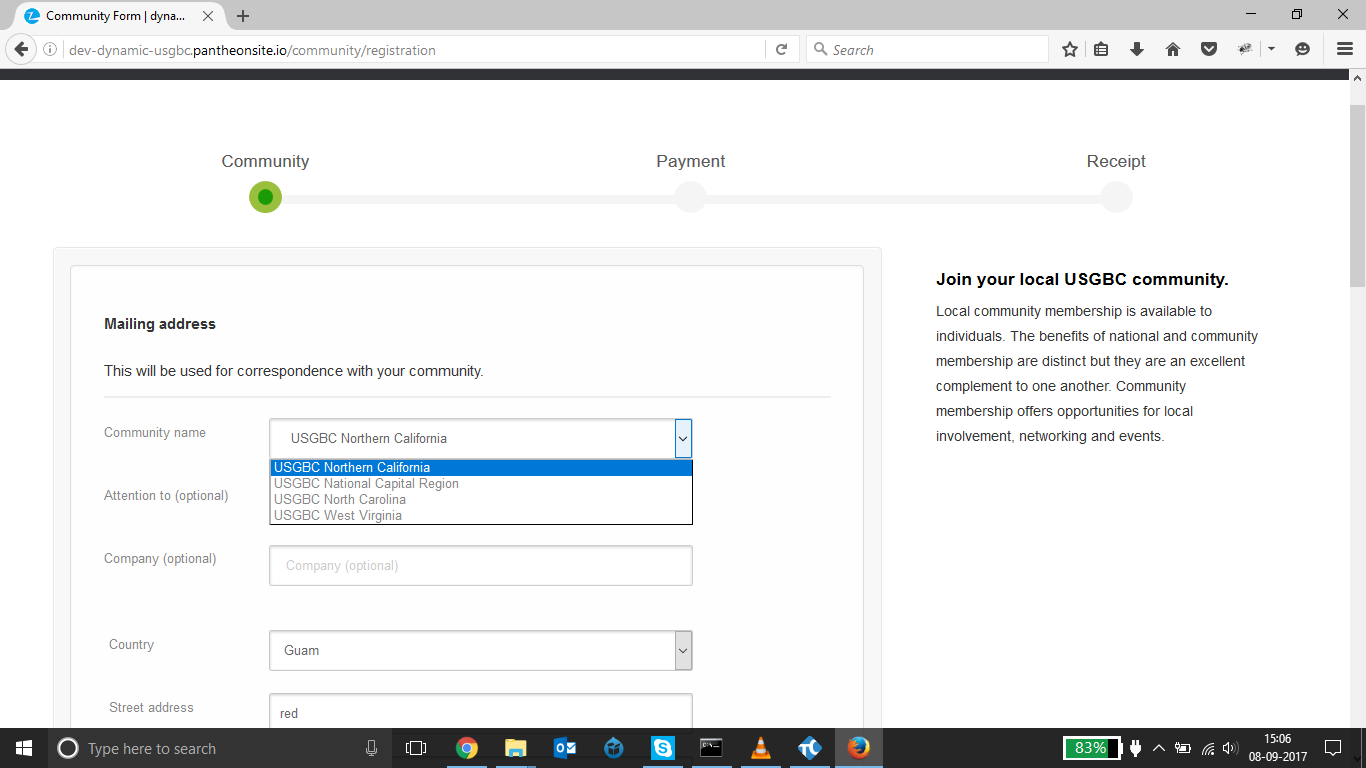 Community Form | dyna...
dev-dynamic-usgbc.pantheonsite.io/community/registration
Search
Community
Payment
Receipt
Mailing address
This will be used for correspondence with your community.
Community name
USGBC Northern California
USGBC Northern California
USGBC National Capital Region
USGBC North Carolina
USGBC West Virginia
Attention to (optional)
Company (optional)
Company (optional)
Country
Guam
Street address
red
Join your local USGBC community.
Local community membership is available to
individuals. The benefits of national and community
membership are distinct but they are an excellent
complement to one another. Community
membership offers opportunities for local
involvement, networking and events.
Type here to search
83%
15:06
08-09-2017